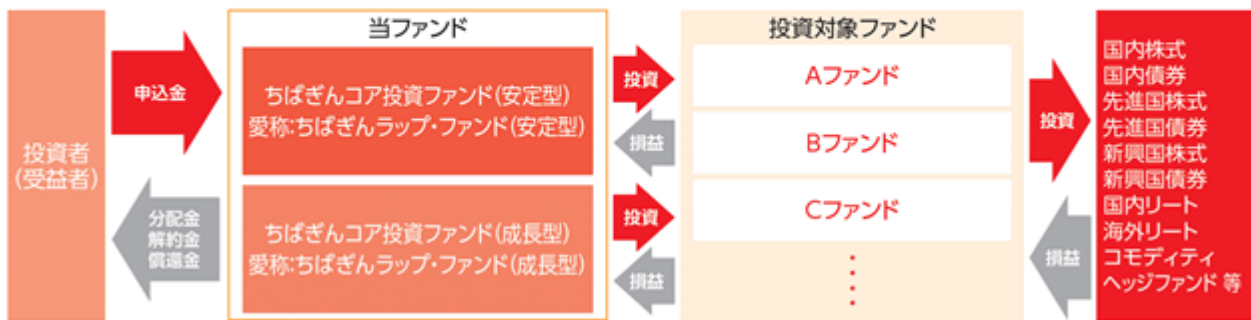 投資者
(受益者)
申込金
分配金
解約金
償還金
当ファンド
ちばぎんコア投資ファンド(安定型)
愛称:ちばぎんラップ・ファンド(安定型)
ちばぎんコア投資ファンド(成長型)
愛称:ちばぎんラップ・ファンド(成長型)
投資
損益
投資
損益
投資対象ファンド
Aファンド
Bファンド
Cファンド
投資
損益
国内株式
国内債券
先進国株式
先進国債券
新興国株式
新興国債券
国内リート
海外リート
コモディティ
ヘッジファンド 等